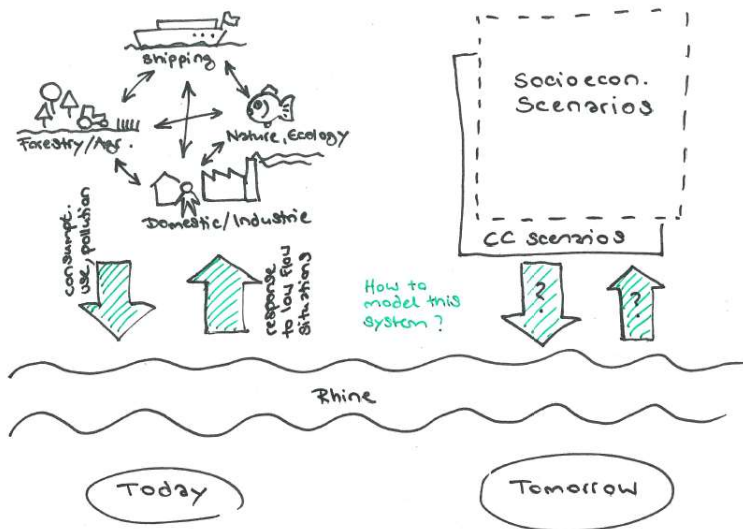 shipping
Forestry/Agr.
Nature, Ecology
Domestic/Industrie
consumpt.
use, pollution
response
to low flow
situations
Socioecon.
Scenarios
CC scenarios
How to
model this
system?
?
?
Rhine
Today
Tomorrow